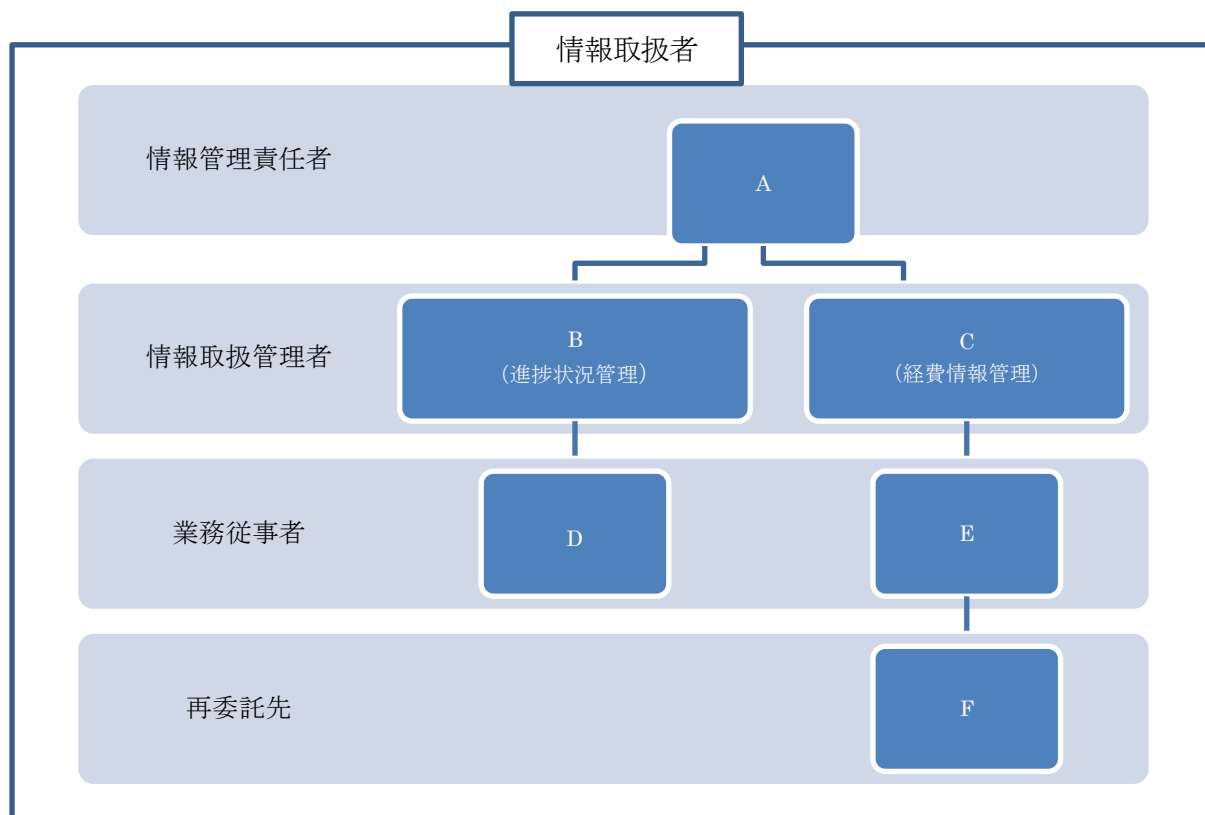 情報取扱者
情報管理責任者
A
情報取扱管理者
B
（進捗状況管理）
C
（経費情報管理）
業務従事者
D
E
再委託先
F